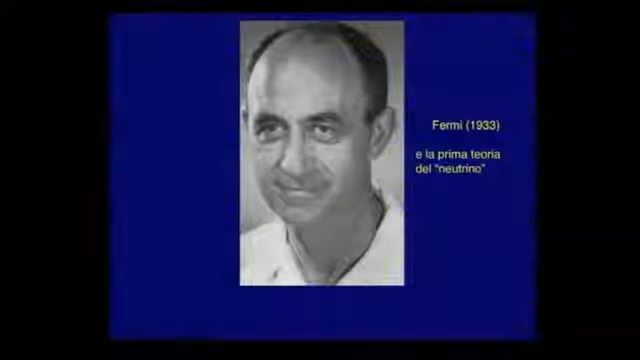 Fermi (1933)
e la prima teoria
del "neutrino"